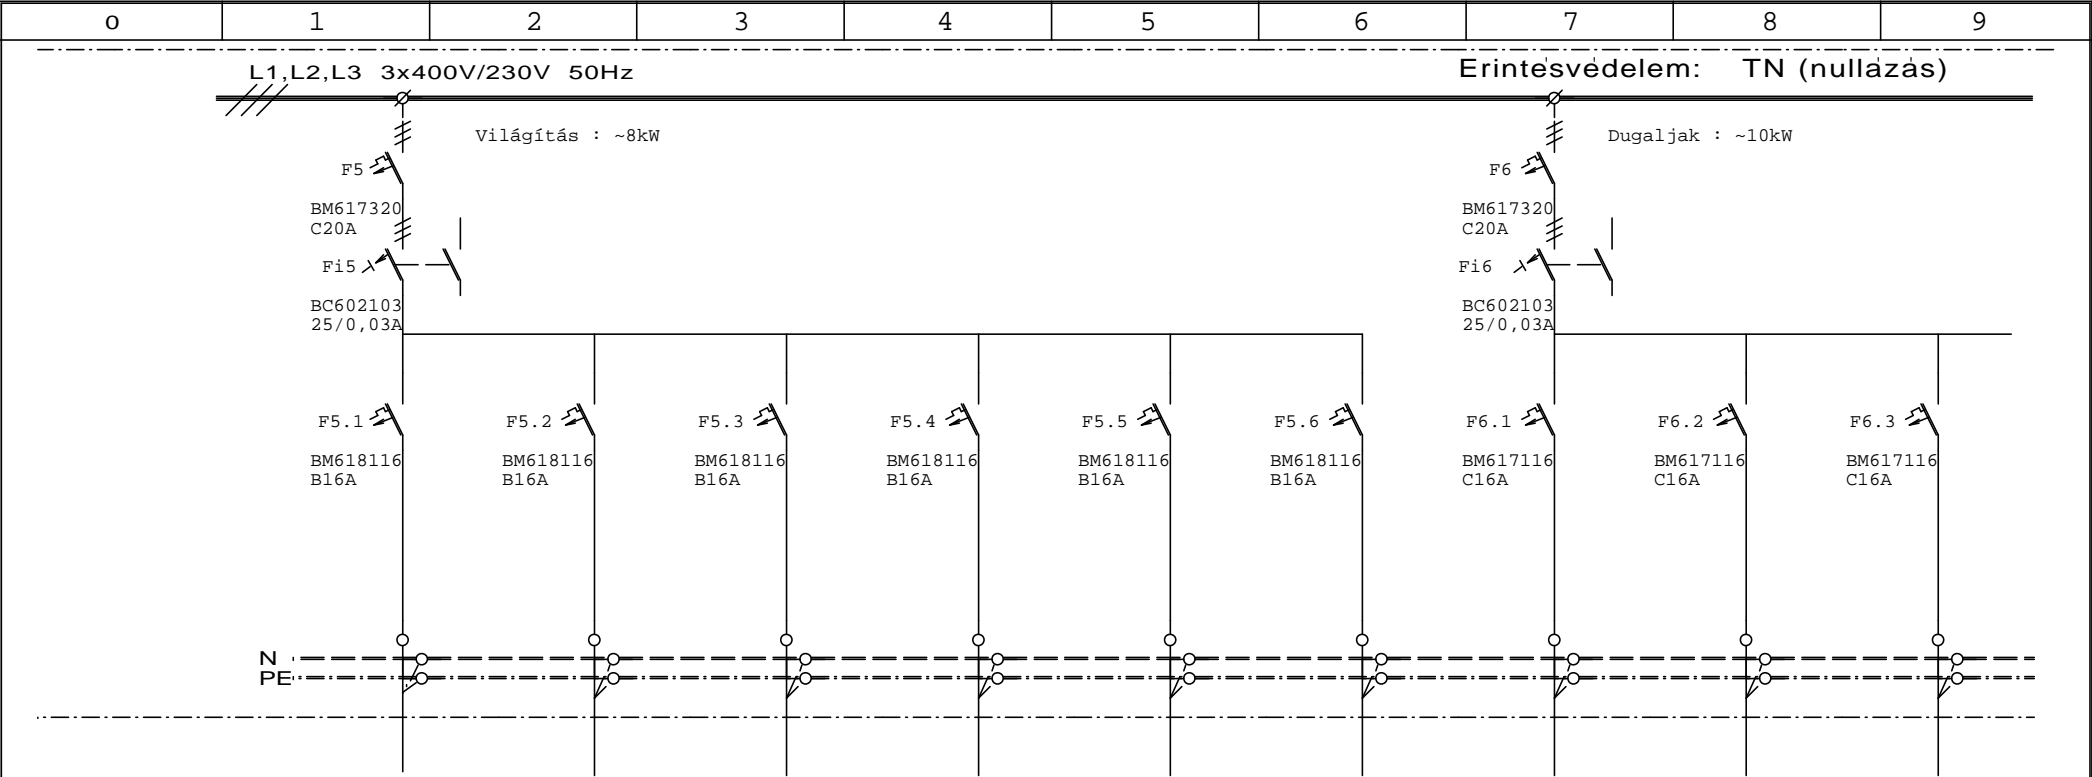 0 1 2 3 4 5 6 7 8 9
L1,L2,L3 3x400V/230V 50Hz
Érintésvédelem: TN (nullázás)
Világítás : ~8kW
Dugaljak : ~10kW
F5
F6
BM617320
C20A
BM617320
C20A
Fi5
Fi6
BC602103
25/0,03A
BC602103
25/0,03A
F5.1 F5.2 F5.3 F5.4 F5.5 F5.6 F6.1 F6.2 F6.3
BM618116 BM618116 BM618116 BM618116 BM618116 BM618116 BM617116 BM617116 BM617116
B16A B16A B16A B16A B16A B16A C16A C16A C16A
N
PE